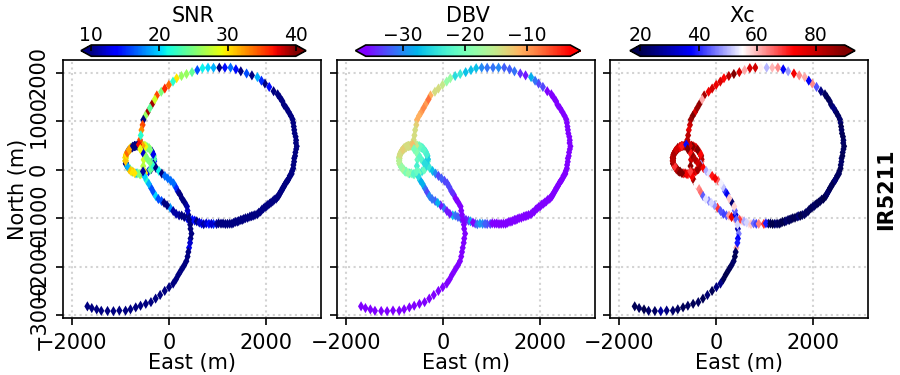 SNR DBV Xc
10 20 30 40 −30 −20 −10 20 40 60 80
North (m)
2000
1000
0
−1000
−2000
−3000
IR5211
−2000 0 2000 −2000 0 2000 −2000 0 2000
East (m) East (m) East (m)